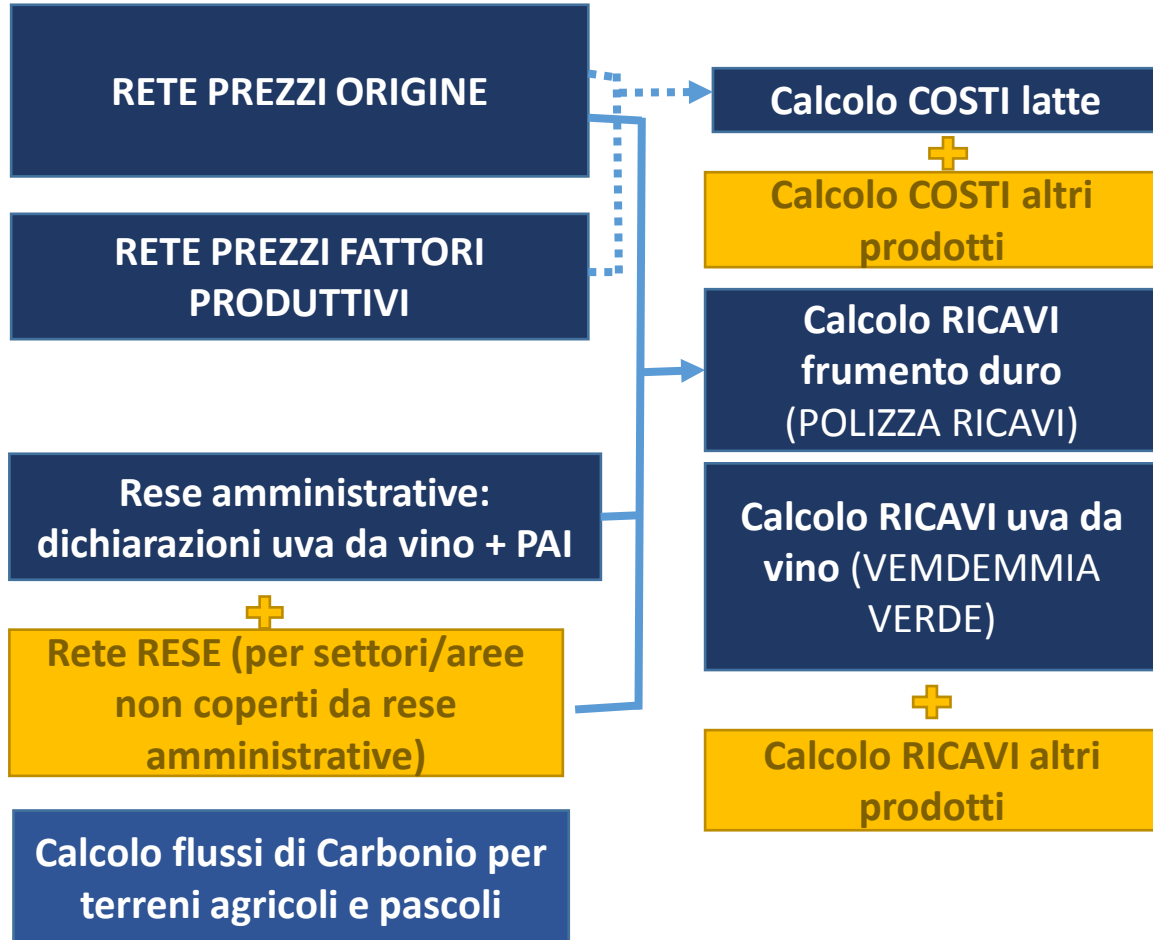 RETE PREZZI ORIGINE
RETE PREZZI FATTORI
PRODUTTIVI
Rese amministrative:
dichiarazioni uva da vino + PAI
Rete RESE (per settori/aree
non coperti da rese
amministrative)
Calcolo flussi di Carbonio per
terreni agricoli e pascoli
Calcolo COSTI latte
Calcolo COSTI altri
prodotti
Calcolo RICAVI
frumento duro
(POLIZZA RICAVI)
Calcolo RICAVI uva da
vino (VEMDEMMIA
VERDE)
Calcolo RICAVI altri
prodotti